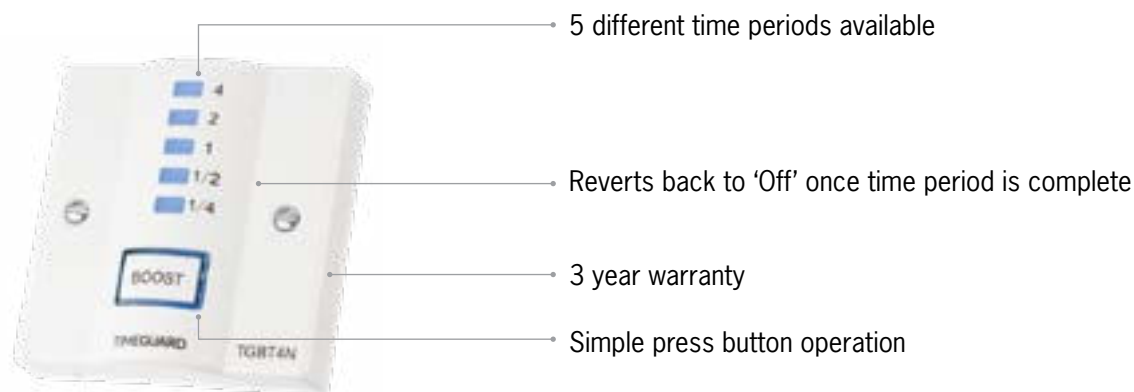 5 different time periods available
4
2
1
1/2
Reverts back to ‘Off’ once time period is complete
1/4
3 year warranty
BOOST
Simple press button operation
TIMEGUARD
TGBT4N